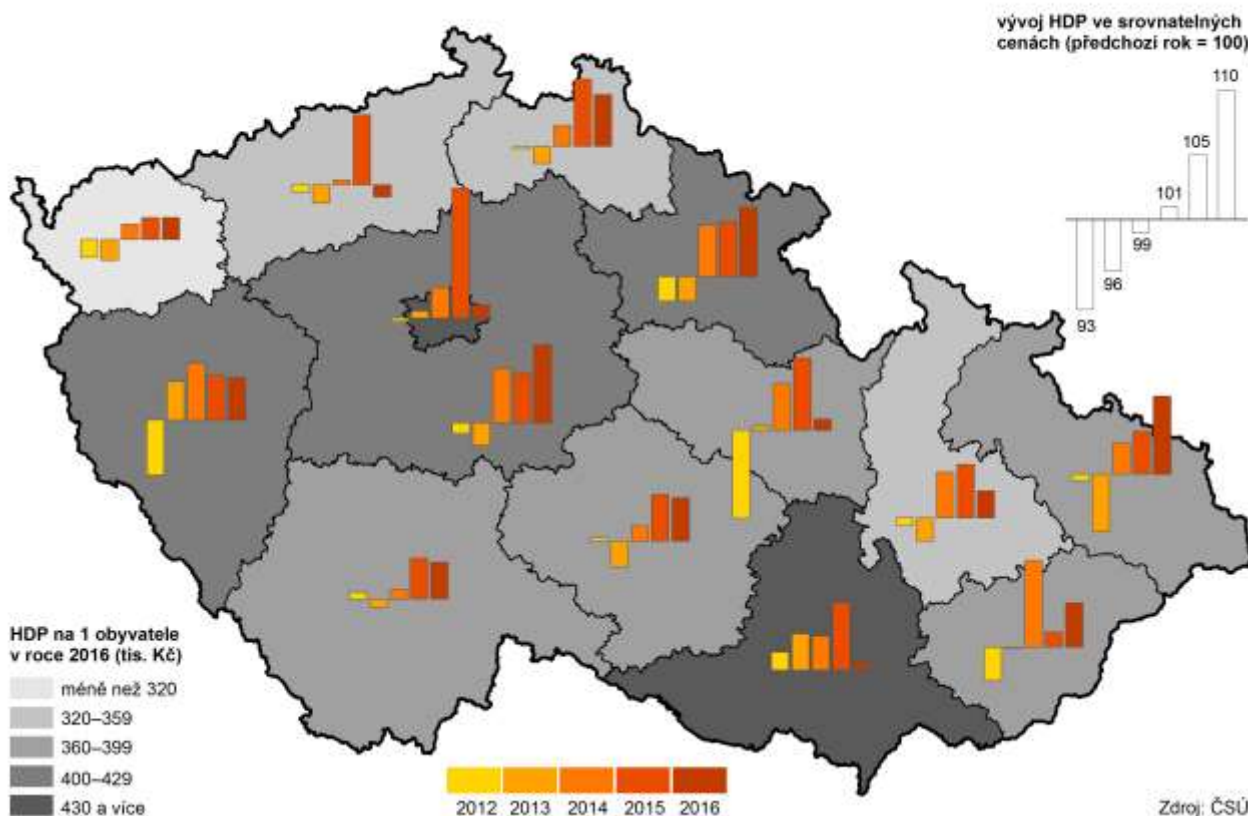 vývoj HDP ve srovnatelných
cenách (předchozí rok = 100)
110
105
101
99
96
93
HDP na 1 obyvatele
v roce 2016 (tis. Kč)
méně než 320
320–359
360–399
400–429
430 a více
2012 2013 2014 2015 2016
Zdroj: ČSÚ